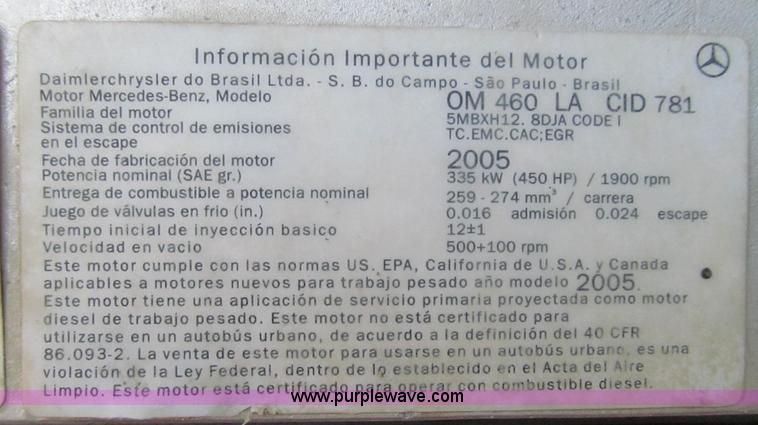 Información Importante del Motor
Daimlerchrysler do Brasil Ltda. - S. B. do Campo - São Paulo - Brasil
Motor Mercedes-Benz, Modelo OM 460 LA CID 781
Familia del motor 5MBXH12. 8DJA CODE I
Sistema de control de emisiones TC.EMC.CAC;EGR
en el escape
Fecha de fabricación del motor 2005
Potencia nominal (SAE gr.) 335 kW (450 HP) / 1900 rpm
Entrega de combustible a potencia nominal 259 - 274 mm³ / carrera
Juego de válvulas en frio (in.) 0.016 admisión 0.024 escape
Tiempo inicial de inyección basico 12±1
Velocidad en vacio 500+100 rpm
Este motor cumple con las normas US. EPA, California de U.S.A. y Canada
aplicables a motores nuevos para trabajo pesado año modelo 2005.
Este motor tiene una aplicación de servicio primaria proyectada como motor
diesel de trabajo pesado. Este motor no está certificado para
utilizarse en un autobús urbano, de acuerdo a la definición del 40 CFR
86.093-2. La venta de este motor para usarse en un autobús urbano, es una
violación de la Ley Federal, dentro de lo establecido en el Acta del Aire
Limpio. Este motor está certificado para operar con combustible diesel.
www.purplewave.com